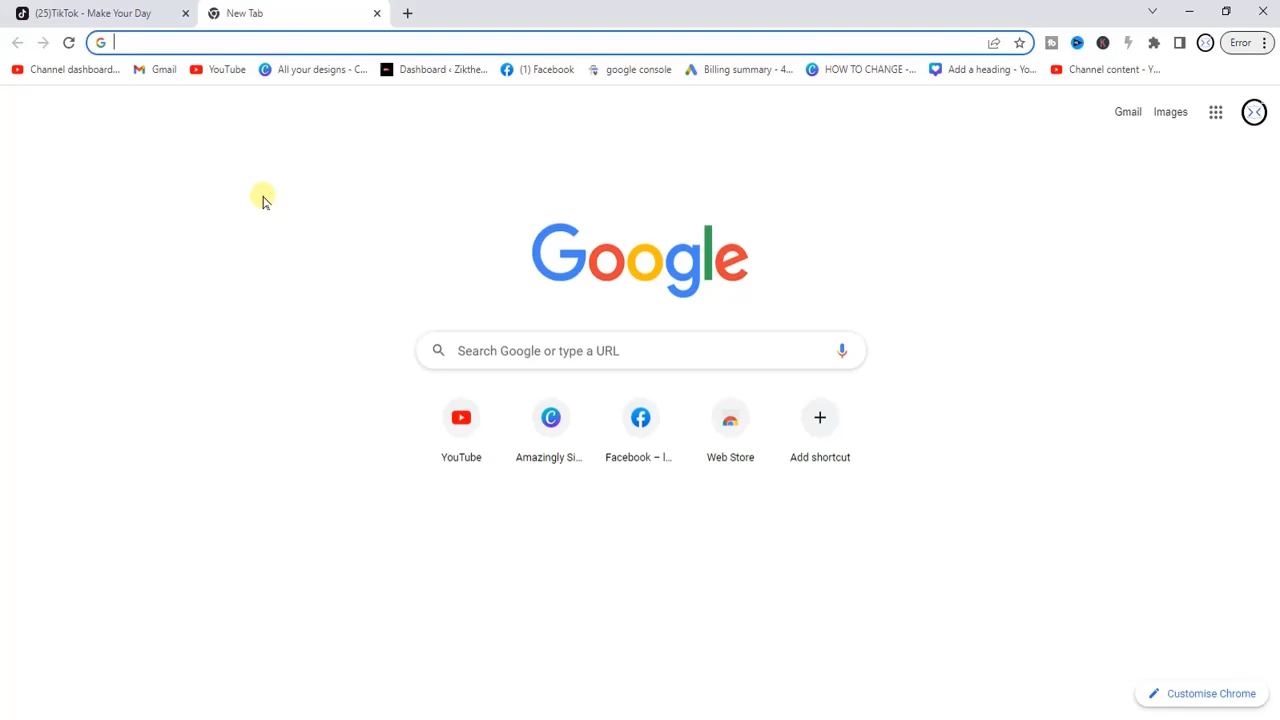 (25)TikTok - Make Your Day
New Tab
Error
Channel dashboard...
Gmail
YouTube
All your designs - C...
Dashboard ‹ Zikthe...
(1) Facebook
google console
Billing summary - 4...
HOW TO CHANGE -...
Add a heading - Yo...
Channel content - Y...
Gmail
Images
Google
Search Google or type a URL
YouTube
Amazingly Si...
Facebook – l...
Web Store
Add shortcut
Customise Chrome